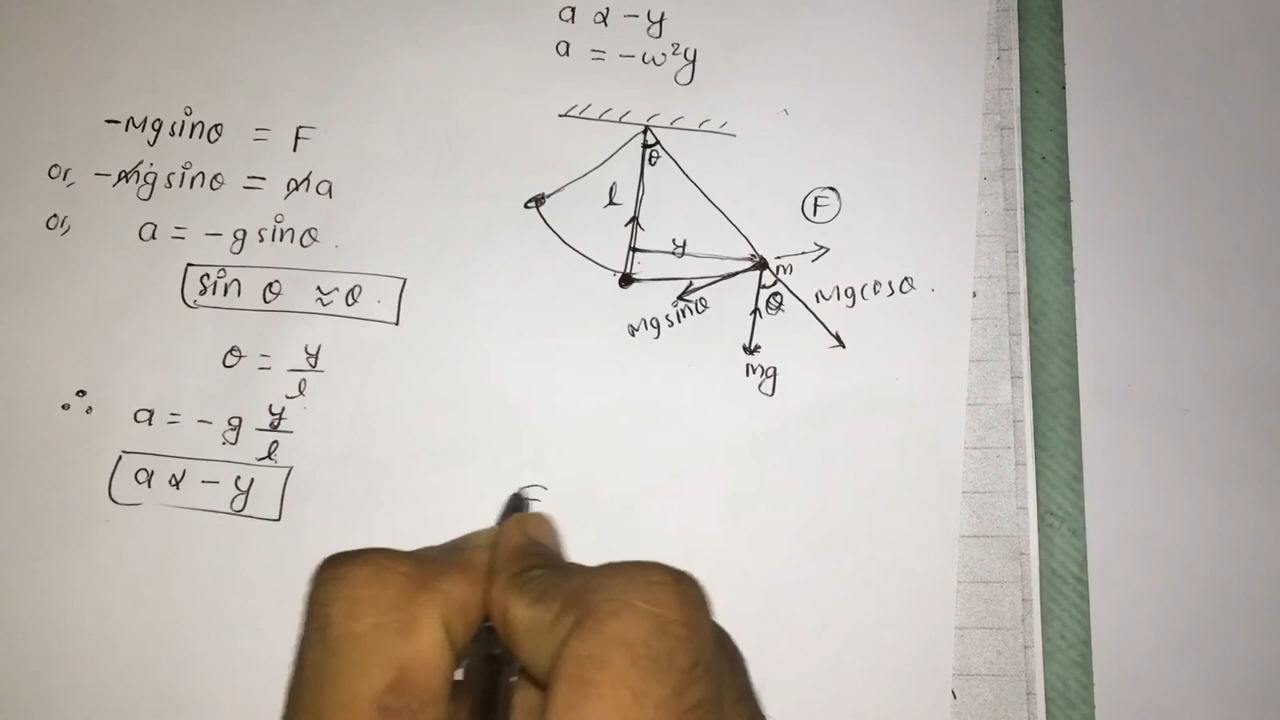 a α -y
a = -ω²y
-Mg sinθ = F
or, -mg sinθ = ma
or, a = -g sinθ.
sin θ ≈ θ.
θ = y/l
∴ a = -g y/l
a α -y
θ
l
F
y
m
Mg sinθ
θ
Mg cosθ.
Mg